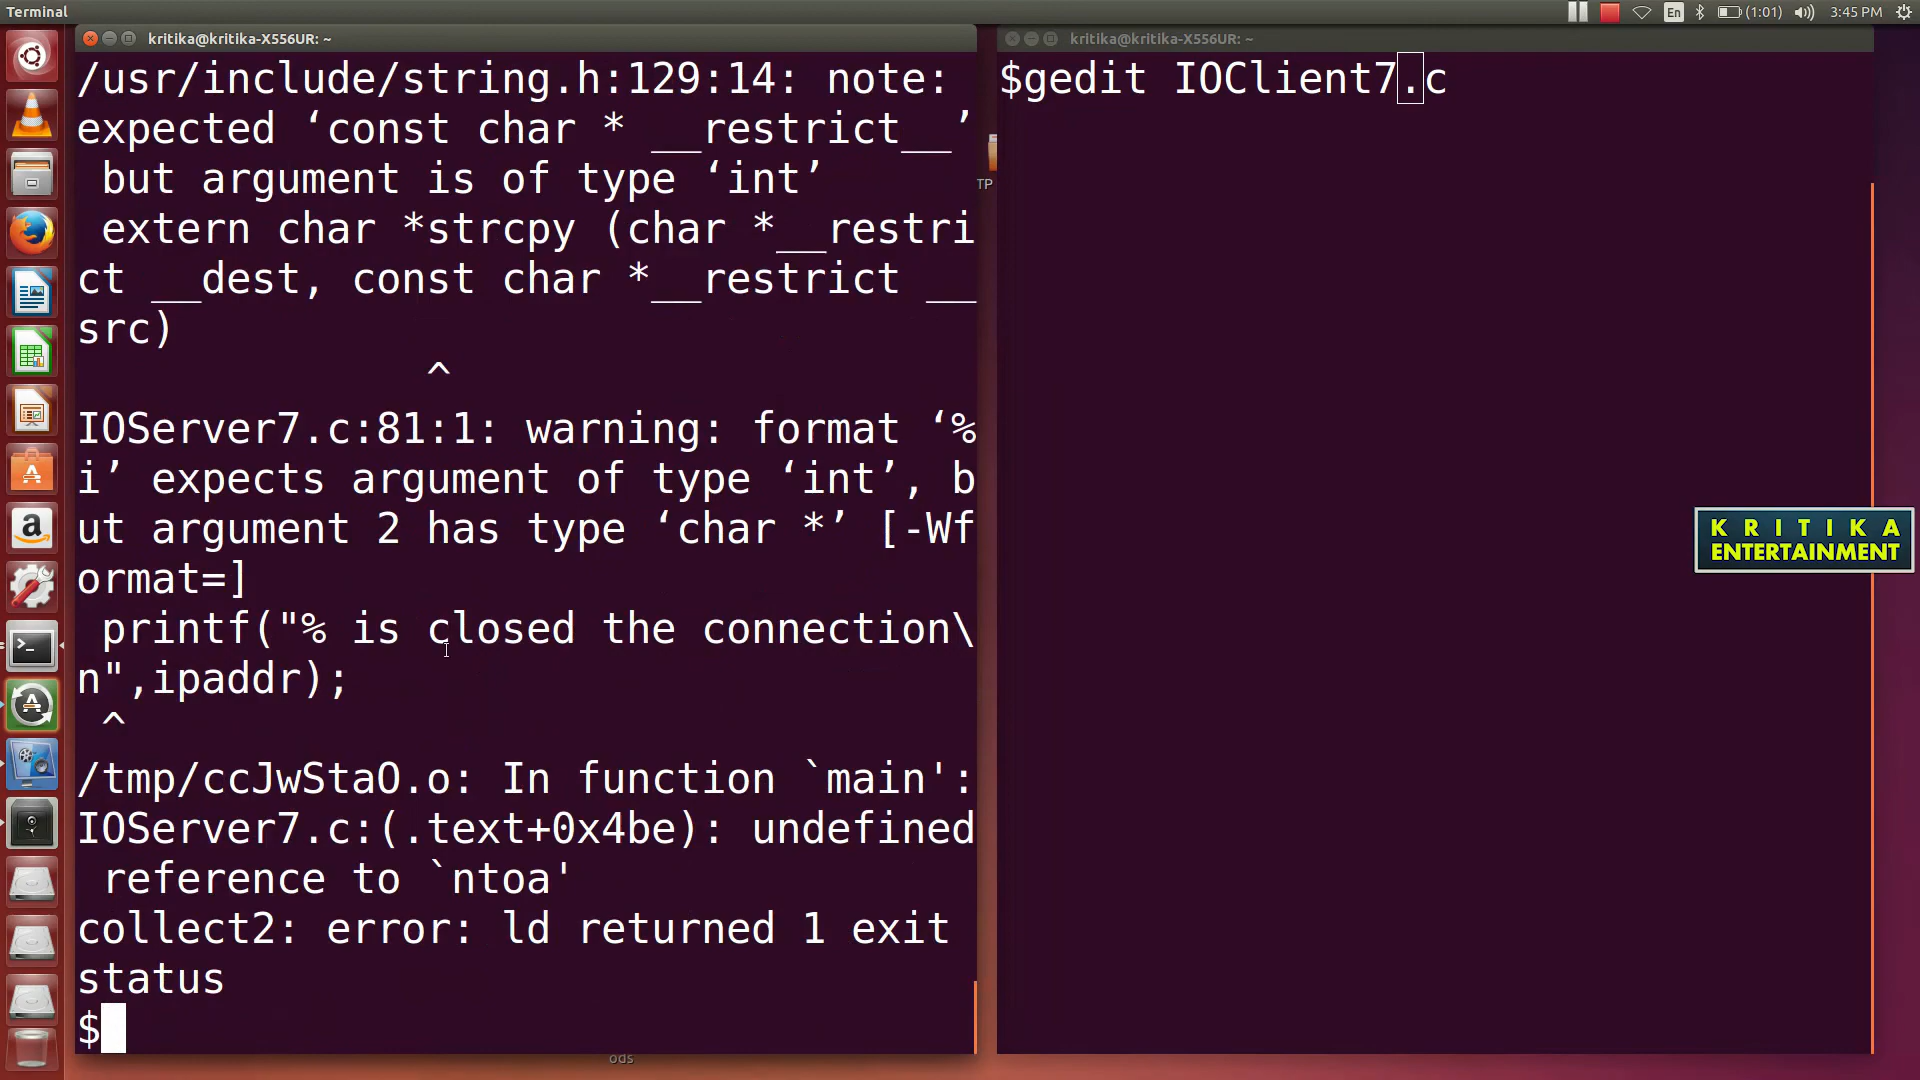 Terminal
En
(1:01)
3:45 PM
kritika@kritika-X556UR: ~
/usr/include/string.h:129:14: note:
expected ‘const char * __restrict__’
 but argument is of type ‘int’
 extern char *strcpy (char *__restri
ct __dest, const char *__restrict __
src)
^
IOServer7.c:81:1: warning: format ‘%
i’ expects argument of type ‘int’, b
ut argument 2 has type ‘char *’ [-Wf
ormat=]
 printf("% is closed the connection\
n",ipaddr);
 ^
/tmp/ccJwStaO.o: In function `main':
IOServer7.c:(.text+0x4be): undefined
 reference to `ntoa'
collect2: error: ld returned 1 exit
status
$
kritika@kritika-X556UR: ~
$gedit IOClient7.c
TP
KRITIKA
ENTERTAINMENT
ods